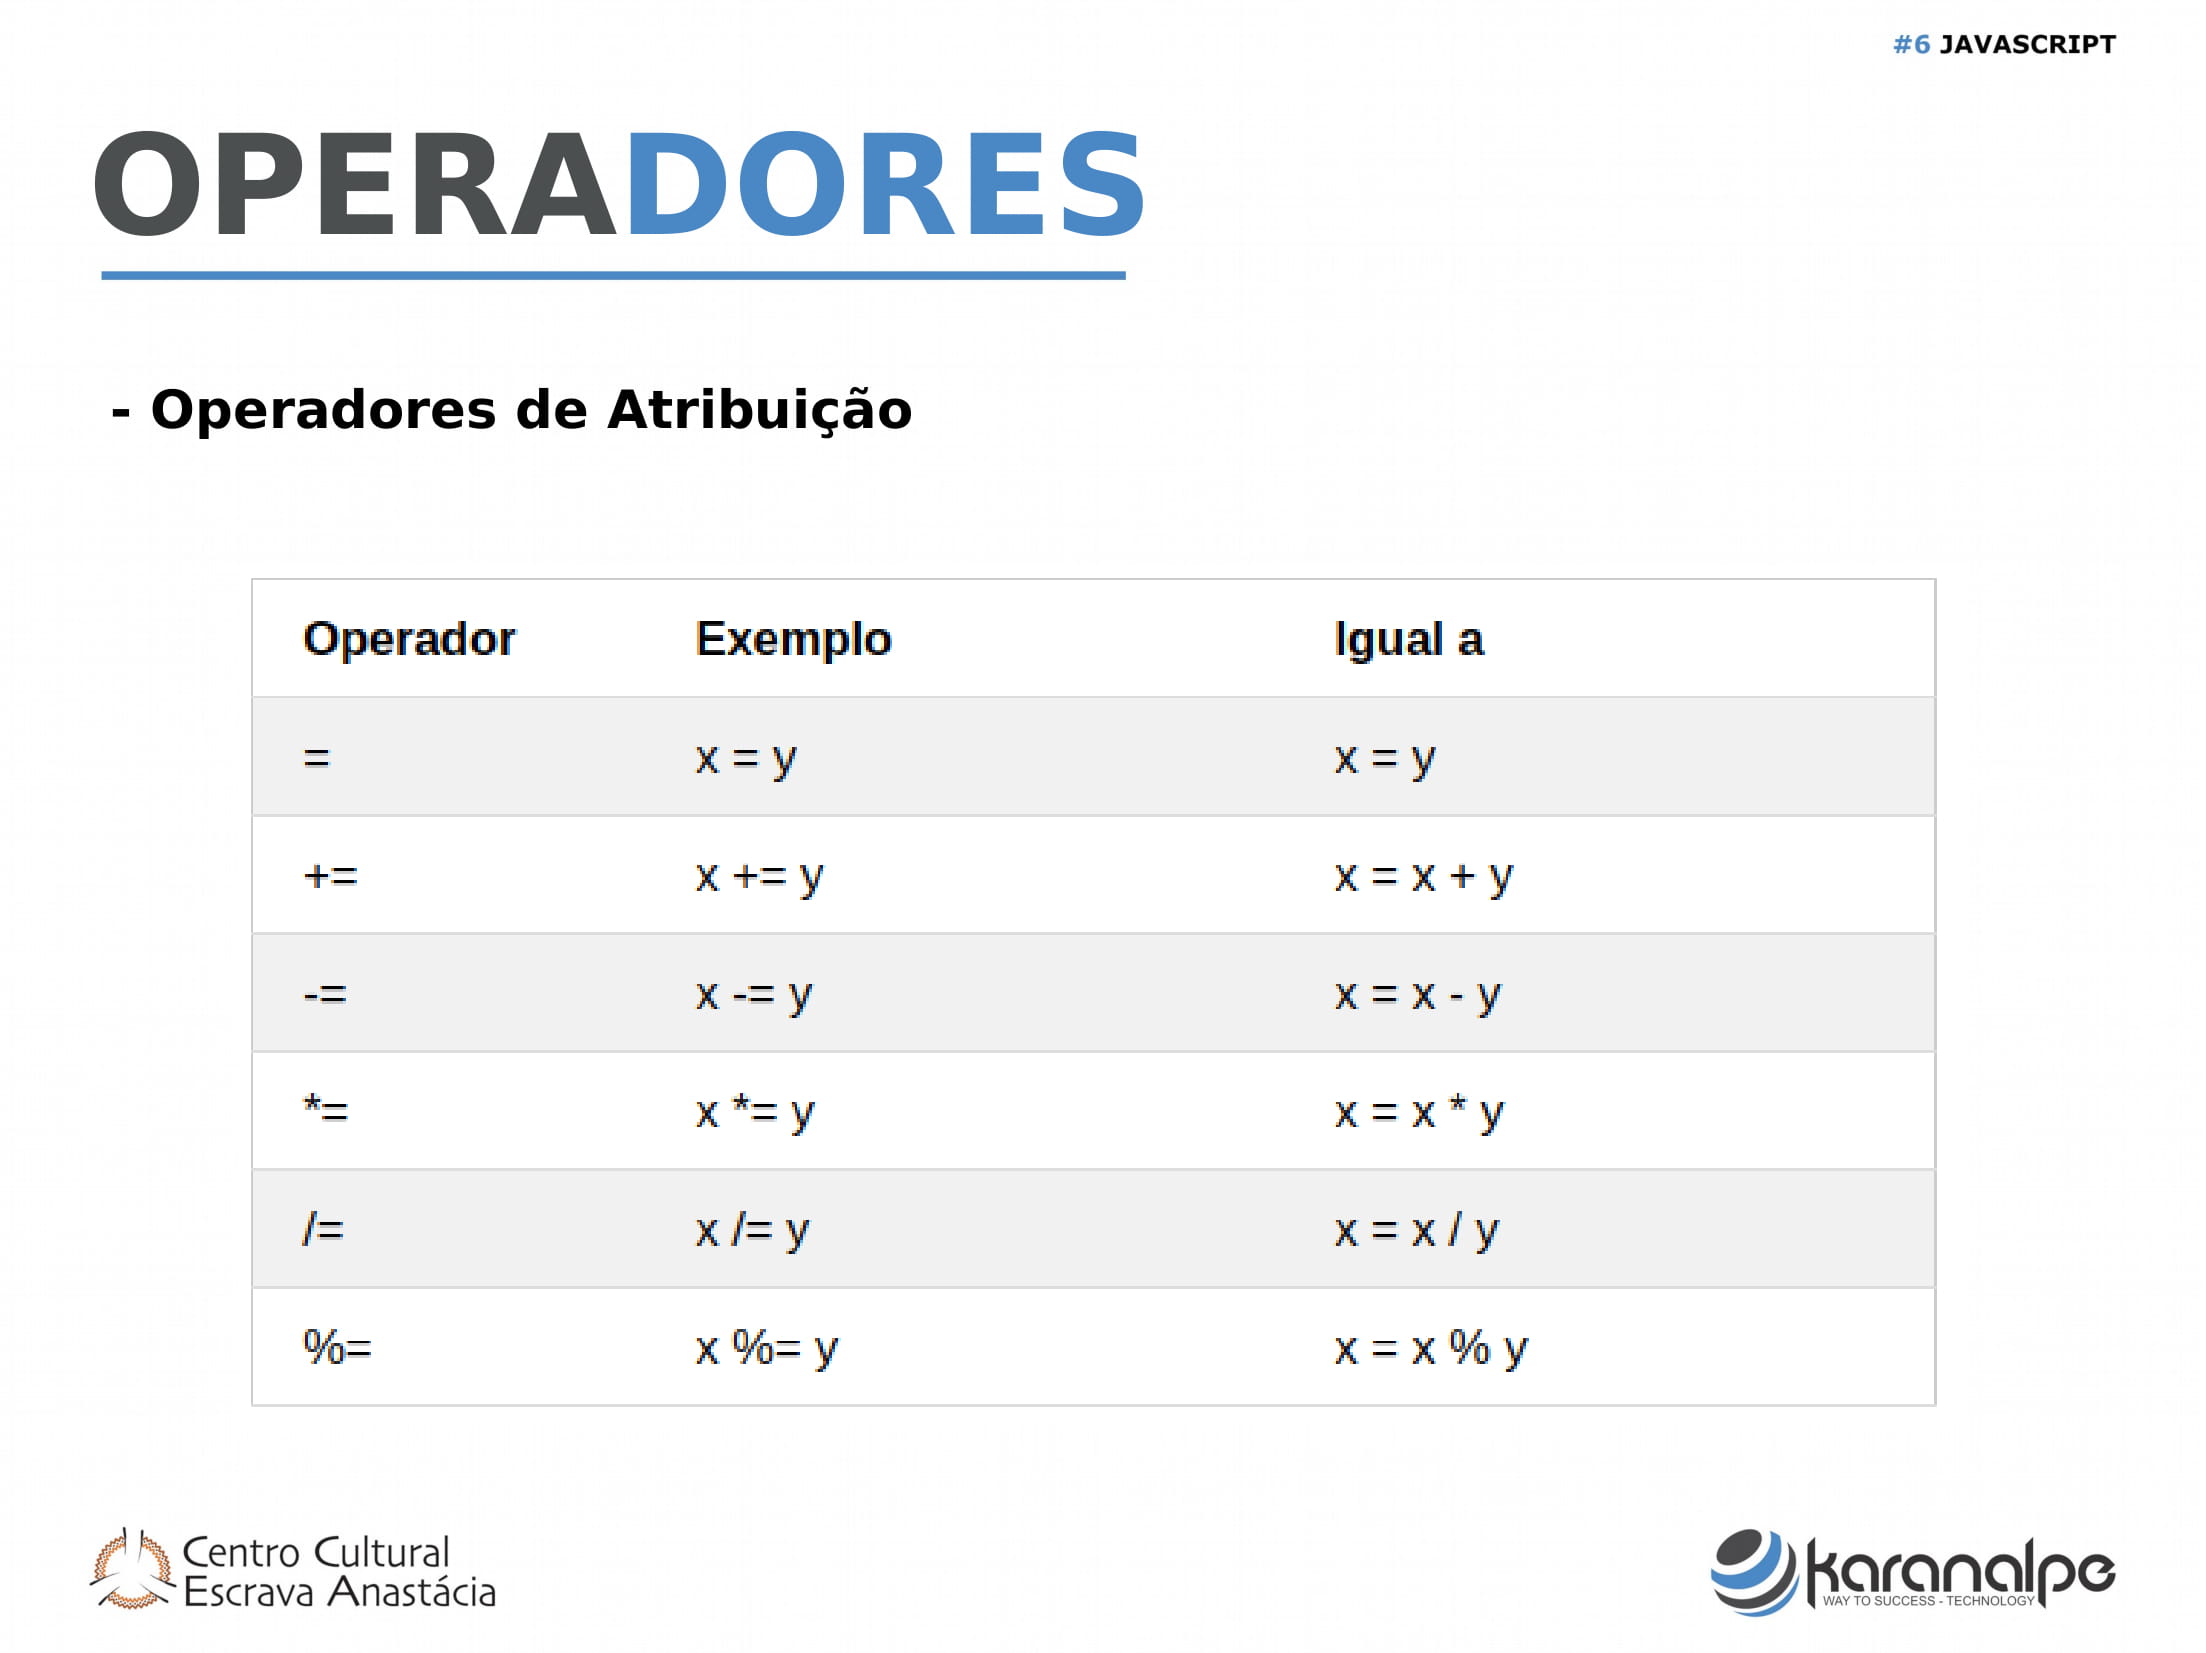 #6 JAVASCRIPT
OPERADORES
- Operadores de Atribuição
Operador Exemplo Igual a
= x = y x = y
+= x += y x = x + y
-= x -= y x = x - y
*= x *= y x = x * y
/= x /= y x = x / y
%= x %= y x = x % y
Centro Cultural
Escrava Anastácia
karanalpe
WAY TO SUCCESS - TECHNOLOGY